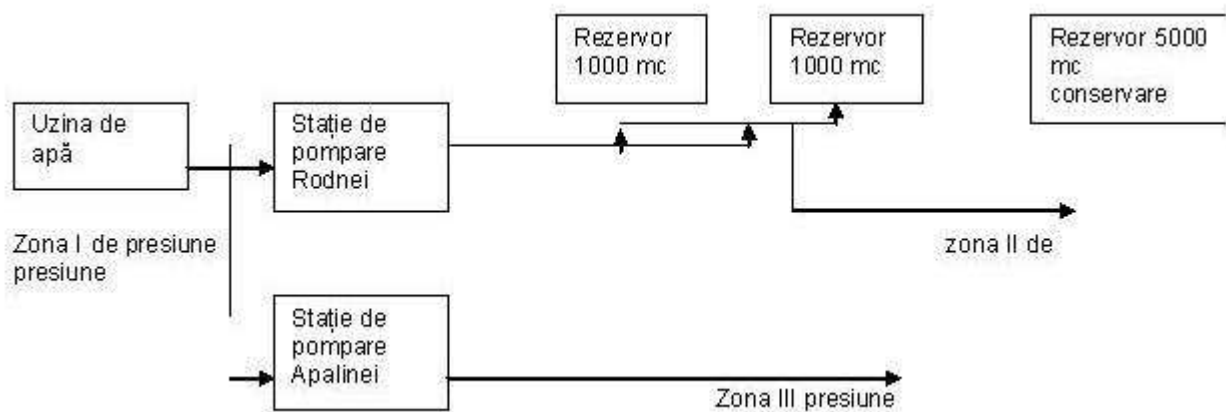 Rezervor
1000 mc
Rezervor
1000 mc
Rezervor 5000
mc
conservare
Uzina de
apă
Stație de
pompare
Rodnei
Zona I de presiune
presiune
zona II de
Stație de
pompare
Apalinei
Zona III presiune